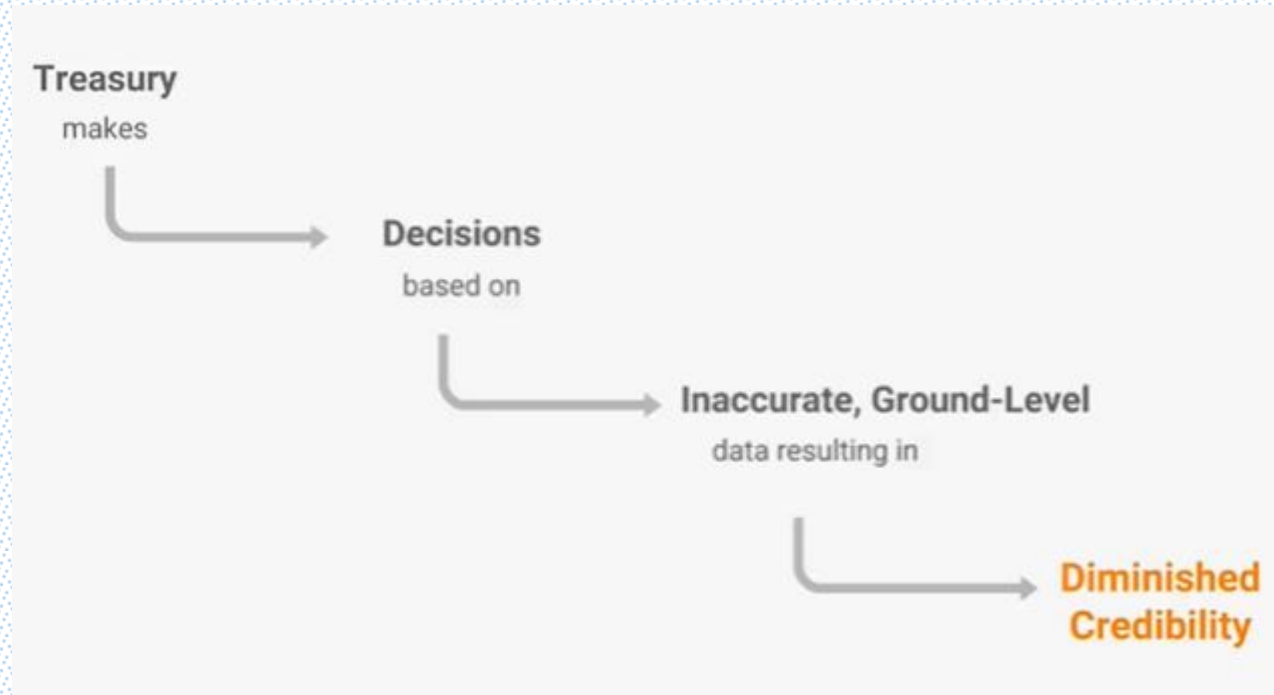 Treasury
makes
Decisions
based on
Inaccurate, Ground-Level
data resulting in
Diminished
Credibility